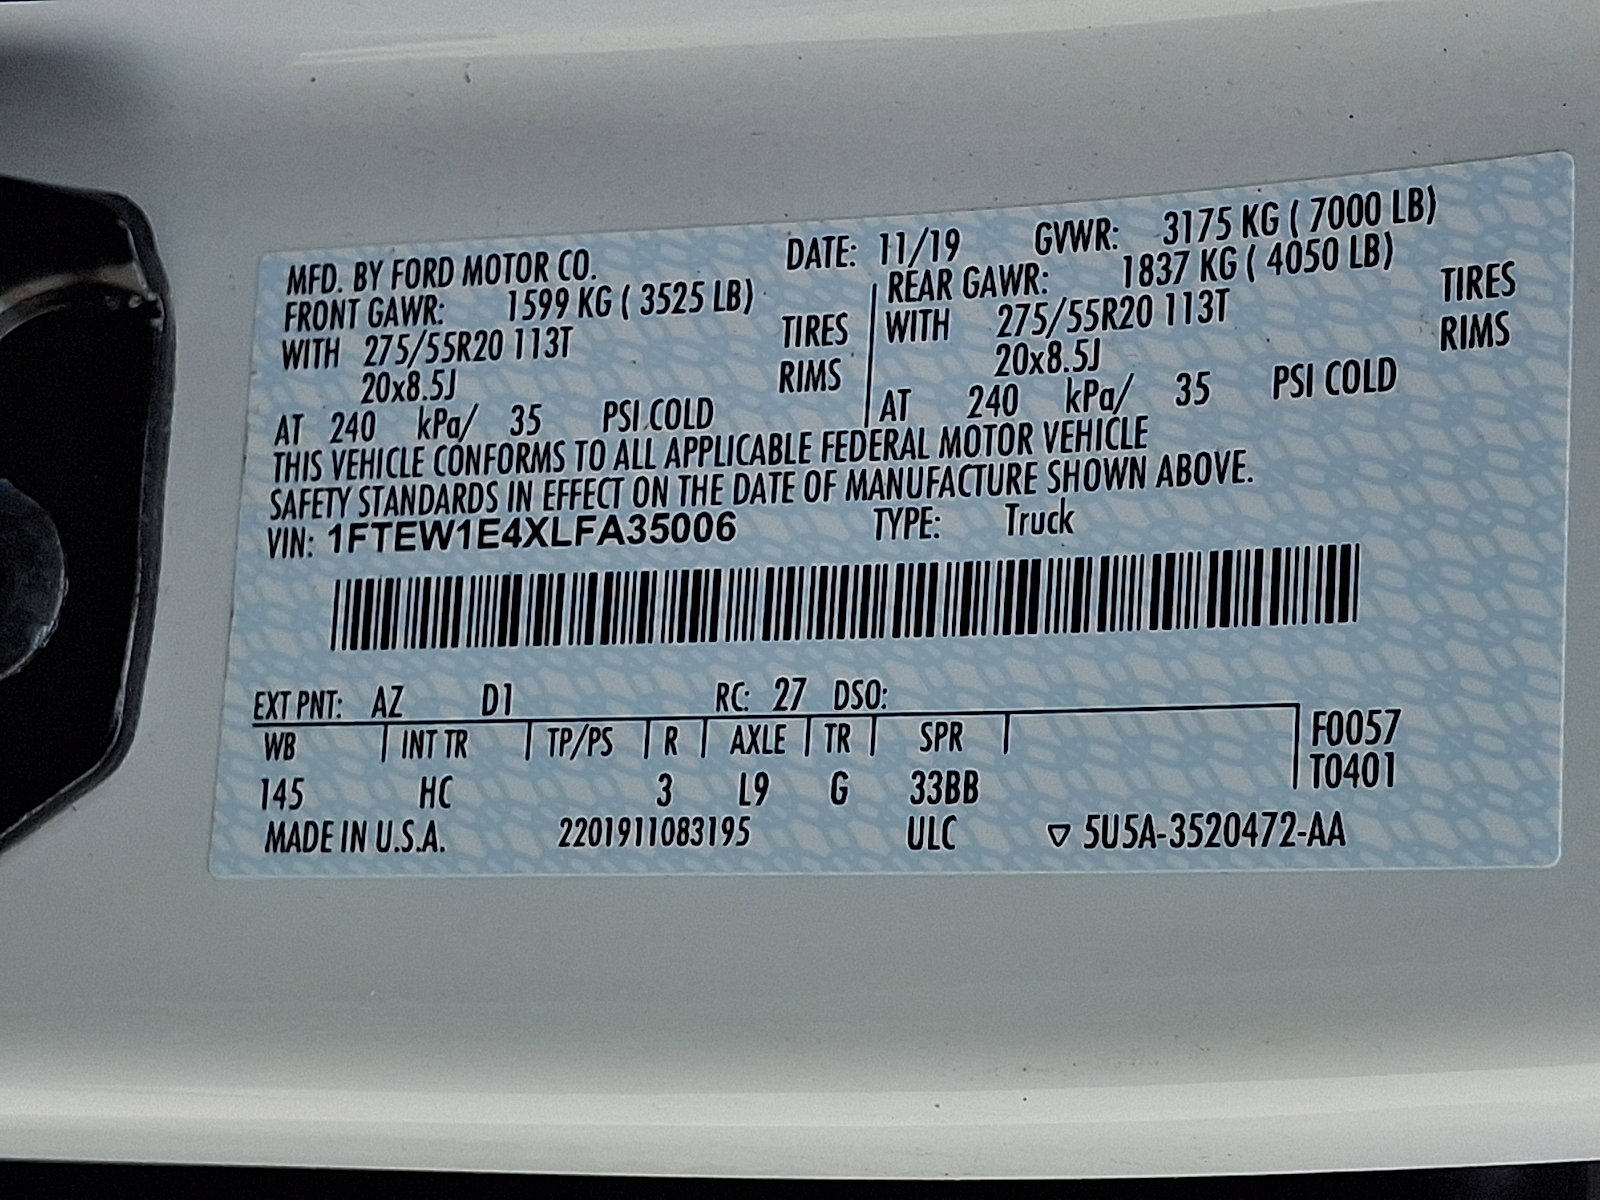 MFD. BY FORD MOTOR CO. DATE: 11/19 GVWR: 3175 KG ( 7000 LB)
FRONT GAWR: 1599 KG ( 3525 LB) REAR GAWR: 1837 KG ( 4050 LB)
WITH 275/55R20 113T TIRES WITH 275/55R20 113T TIRES
20x8.5J RIMS 20x8.5J RIMS
AT 240 kPa/ 35 PSI COLD AT 240 kPa/ 35 PSI COLD
THIS VEHICLE CONFORMS TO ALL APPLICABLE FEDERAL MOTOR VEHICLE
SAFETY STANDARDS IN EFFECT ON THE DATE OF MANUFACTURE SHOWN ABOVE.
VIN: 1FTEW1E4XLFA35006 TYPE: Truck
EXT PNT: AZ D1 RC: 27 DSO:
WB INT TR TP/PS R AXLE TR SPR F0057
145 HC 3 L9 G 33BB T0401
MADE IN U.S.A. 2201911083195 ULC ▽ 5U5A-3520472-AA